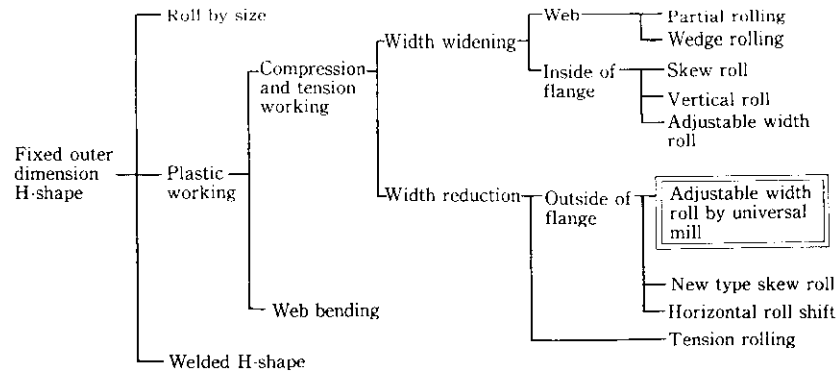 Roll by size
Web
Partial rolling
Wedge rolling
Width widening
Compression
and tension
working
Inside of
flange
Skew roll
Vertical roll
Adjustable width
roll
Fixed outer
dimension
H-shape
Plastic
working
Width reduction
Outside of
flange
Adjustable width
roll by universal
mill
New type skew roll
Horizontal roll shift
Web bending
Tension rolling
Welded H-shape